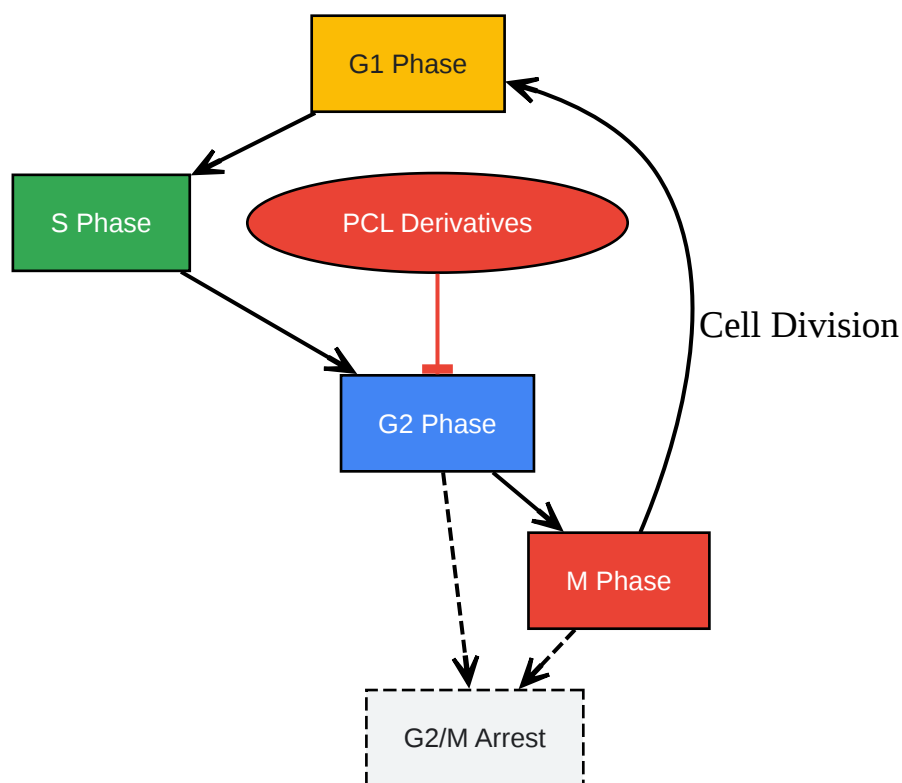 G1 Phase
S Phase
PCL Derivatives
Cell Division
G2 Phase
M Phase
G2/M Arrest